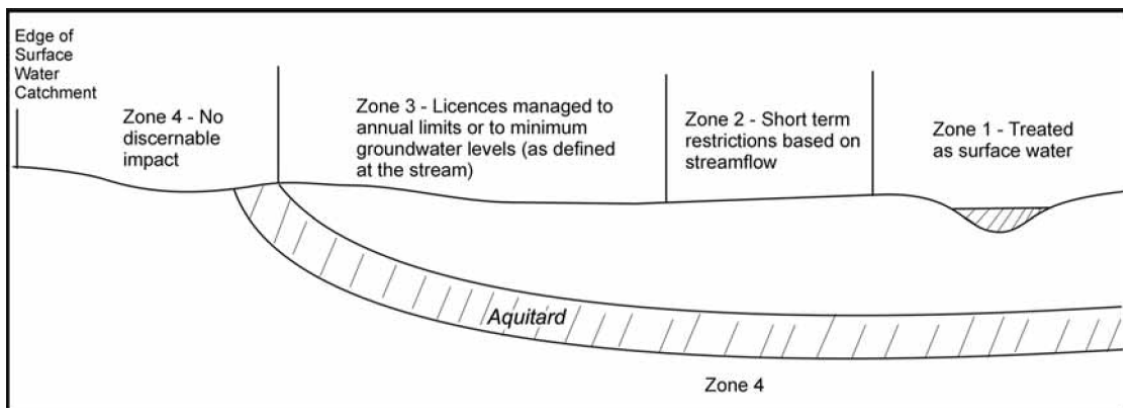 Edge of
Surface
Water
Catchment
Zone 4 - No
discernable
impact
Zone 3 - Licences managed to
annual limits or to minimum
groundwater levels (as defined
at the stream)
Zone 2 - Short term
restrictions based on
streamflow
Zone 1 - Treated
as surface water
Aquitard
Zone 4